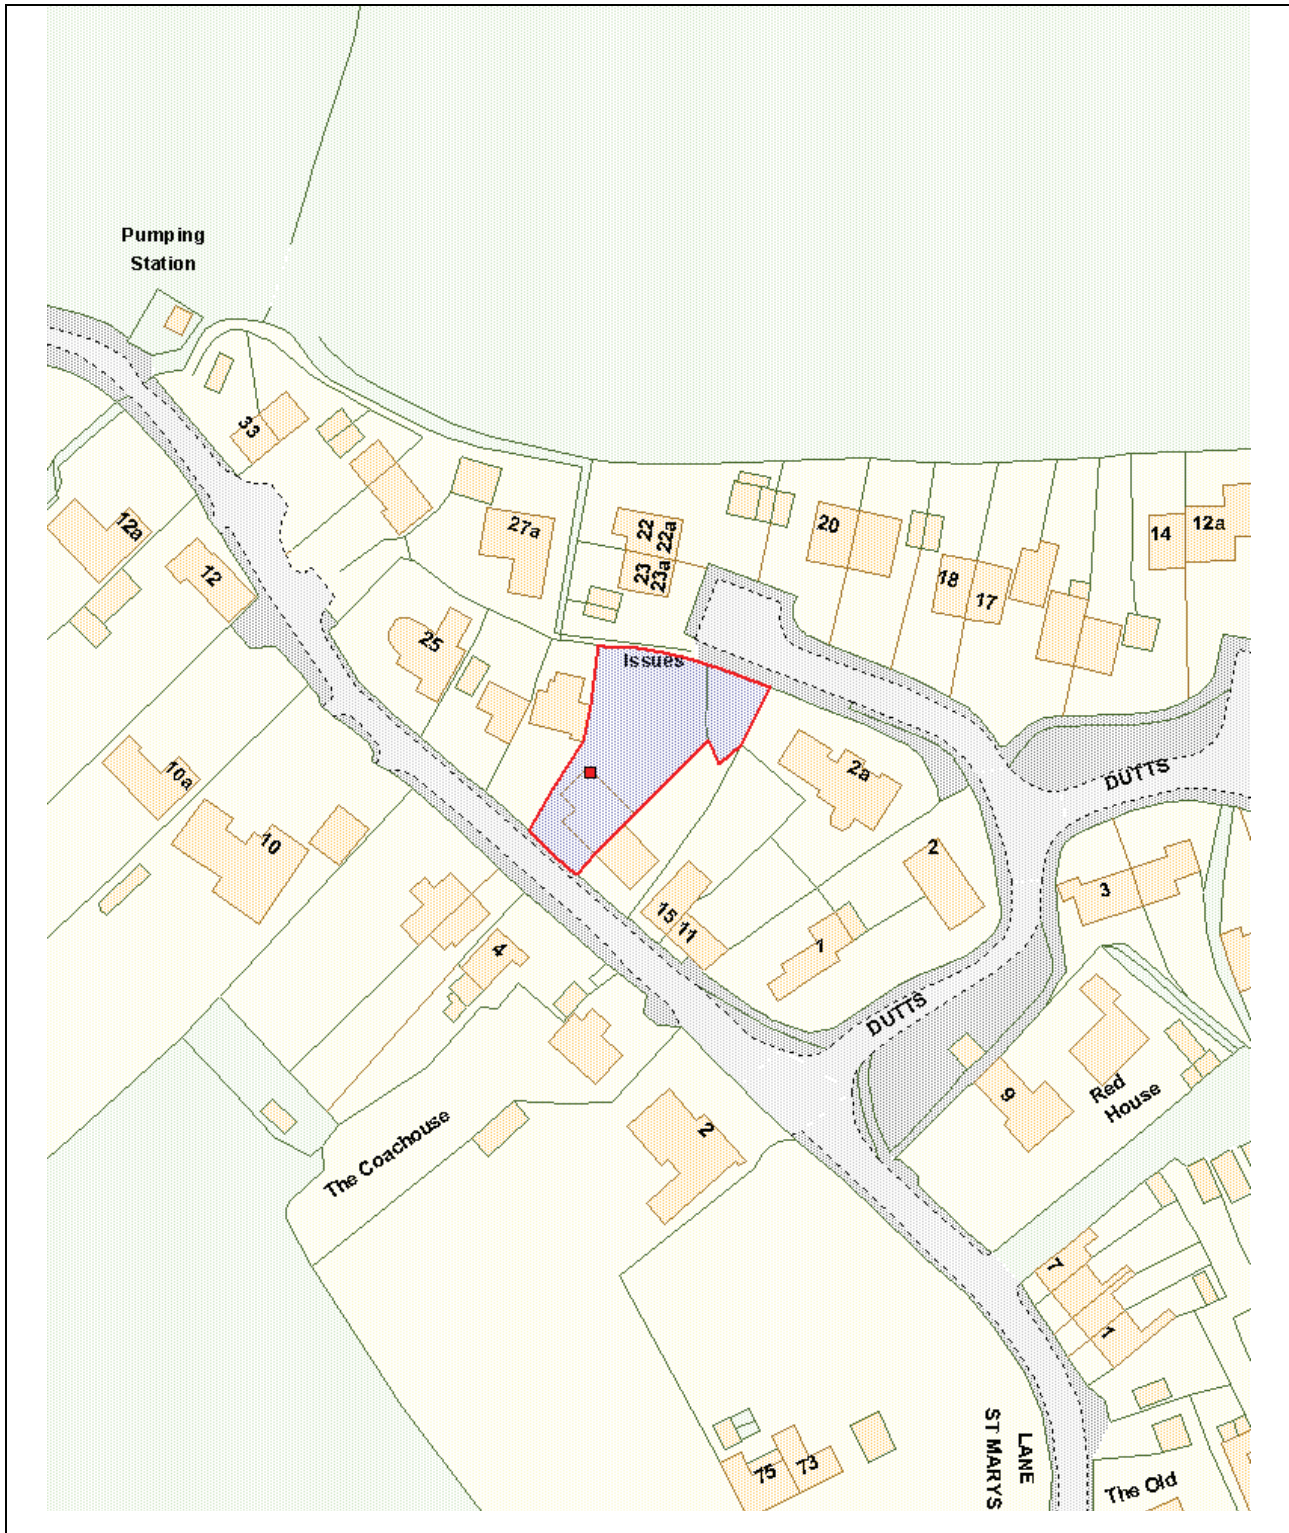 Pumping
Station
33
12a
12
27a
22
22a
23
23a
20
18
17
14
12a
25
Issues
10a
10
2a
DUTTS
2
3
15
11
1
4
DUTTS
Red
House
9
The Coachouse
2
7
1
75
73
ST MARYS
LANE
The Old